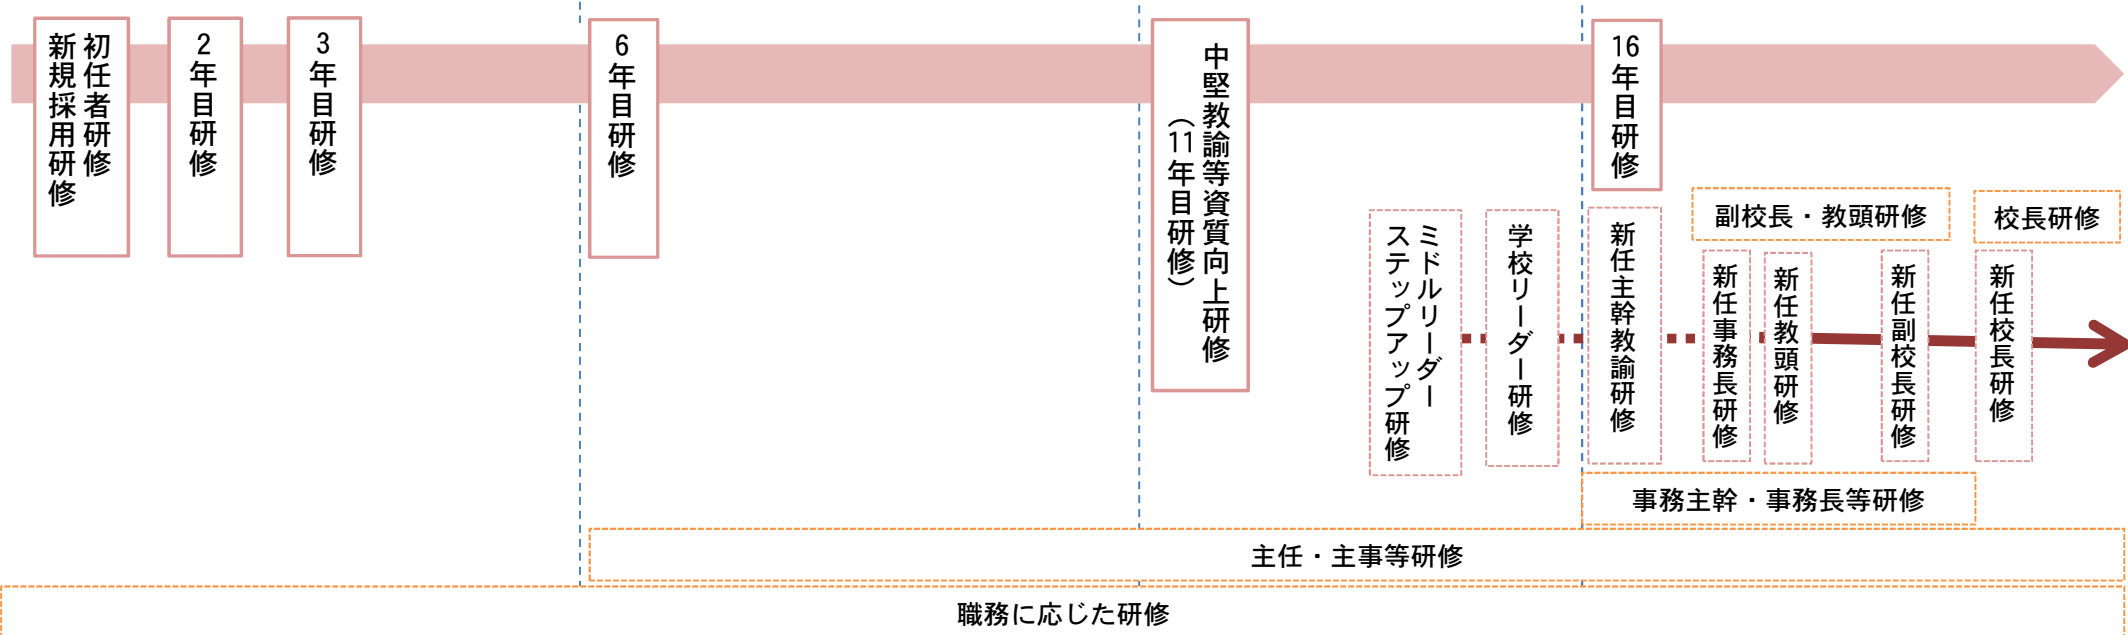 初任者研修
新規採用研修
2年目研修
3年目研修
6年目研修
中堅教諭等資質向上研修
（11年目研修）
16年目研修
ミドルリーダー
ステップアップ研修
学校リーダー研修
新任主幹教諭研修
副校長・教頭研修
校長研修
新任事務長研修
新任教頭研修
新任副校長研修
新任校長研修
事務主幹・事務長等研修
主任・主事等研修
職務に応じた研修